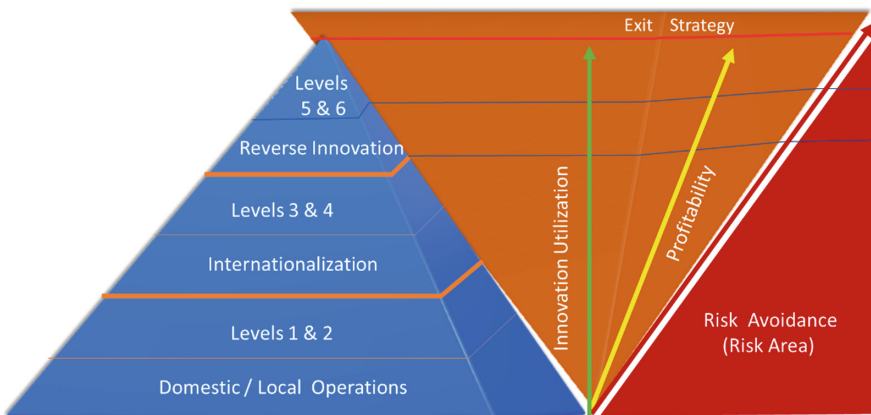 Exit Strategy
Levels
5 & 6
Reverse Innovation
Levels 3 & 4
Internationalization
Levels 1 & 2
Domestic / Local Operations
Innovation Utilization
Profitability
Risk Avoidance
(Risk Area)